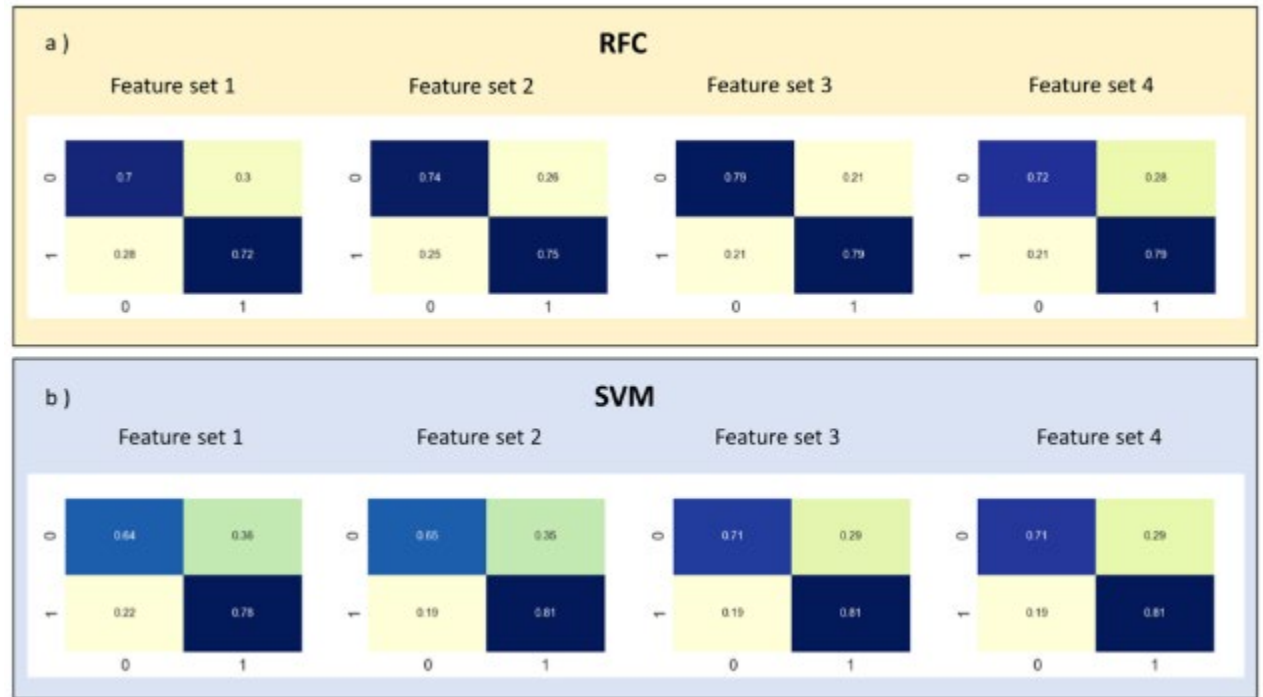 a )
RFC
Feature set 1 Feature set 2 Feature set 3 Feature set 4
0 0.7 0.3 0 0.74 0.26 0 0.79 0.21 0 0.72 0.28
1 0.28 0.72 1 0.25 0.75 1 0.21 0.79 1 0.21 0.79
0 1 0 1 0 1 0 1
b )
SVM
Feature set 1 Feature set 2 Feature set 3 Feature set 4
0 0.64 0.36 0 0.65 0.35 0 0.71 0.29 0 0.71 0.29
1 0.22 0.78 1 0.19 0.81 1 0.19 0.81 1 0.19 0.81
0 1 0 1 0 1 0 1